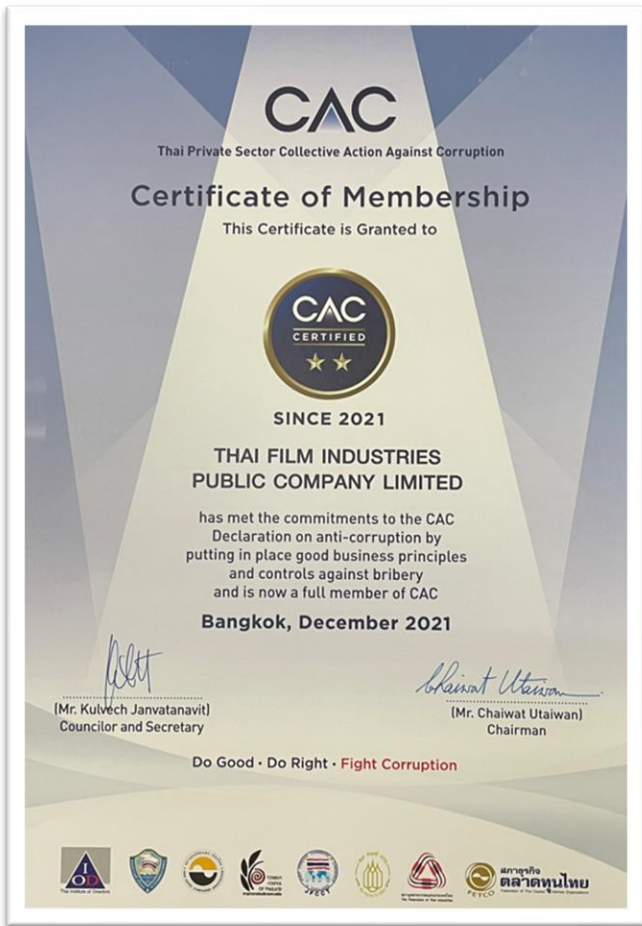 CAC
Thai Private Sector Collective Action Against Corruption
Certificate of Membership
This Certificate is Granted to
CAC
CERTIFIED
SINCE 2021
THAI FILM INDUSTRIES
PUBLIC COMPANY LIMITED
has met the commitments to the CAC
Declaration on anti-corruption by
putting in place good business principles
and controls against bribery
and is now a full member of CAC
Bangkok, December 2021
Chaiwat Utaiwan
(Mr. Kulvech Janvatanavit)
Councilor and Secretary
(Mr. Chaiwat Utaiwan)
Chairman
Do Good · Do Right · Fight Corruption
IOD
The Institute of Directors
JFCCT
FETCO
สภาธุรกิจ
ตลาดทุนไทย